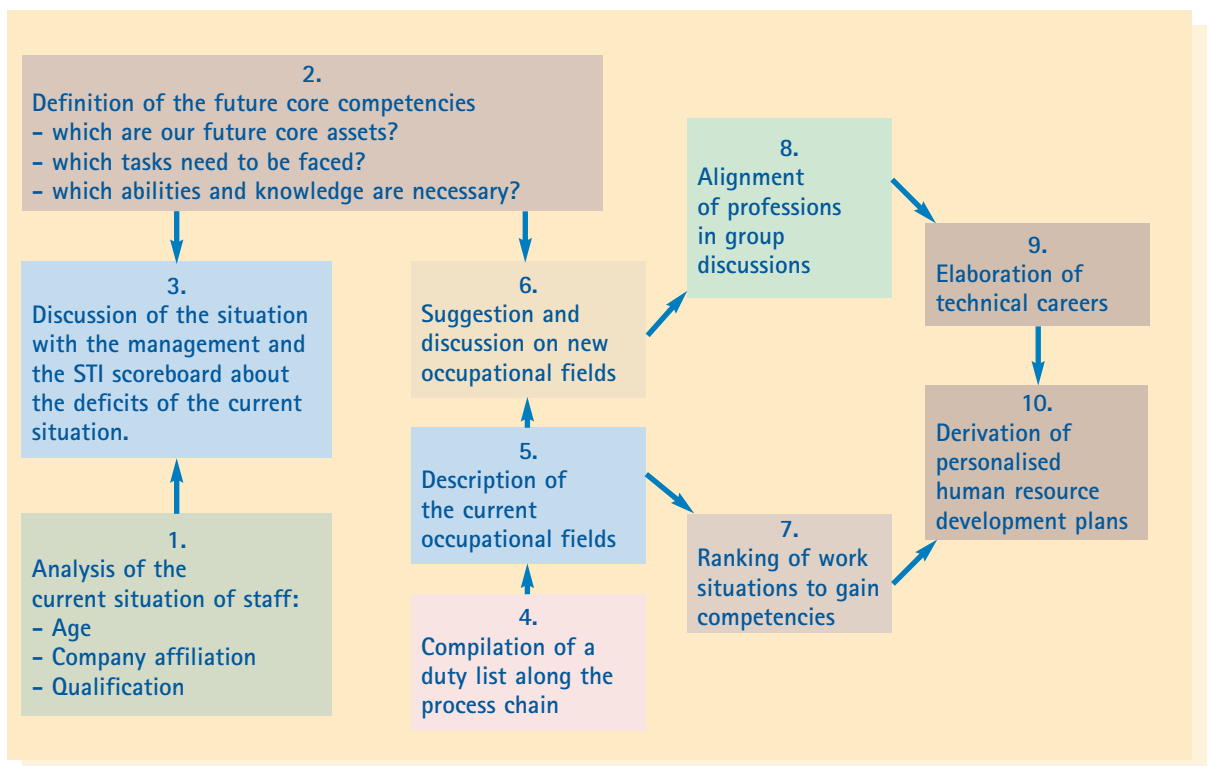 2.
Definition of the future core competencies
– which are our future core assets?
– which tasks need to be faced?
– which abilities and knowledge are necessary?
3.
Discussion of the situation
with the management and
the STI scoreboard about
the deficits of the current
situation.
1.
Analysis of the
current situation of staff:
– Age
– Company affiliation
– Qualification
6.
Suggestion and
discussion on new
occupational fields
5.
Description of
the current
occupational fields
4.
Compilation of a
duty list along the
process chain
8.
Alignment
of professions
in group
discussions
7.
Ranking of work
situations to gain
competencies
9.
Elaboration of
technical careers
10.
Derivation of
personalised
human resource
development plans